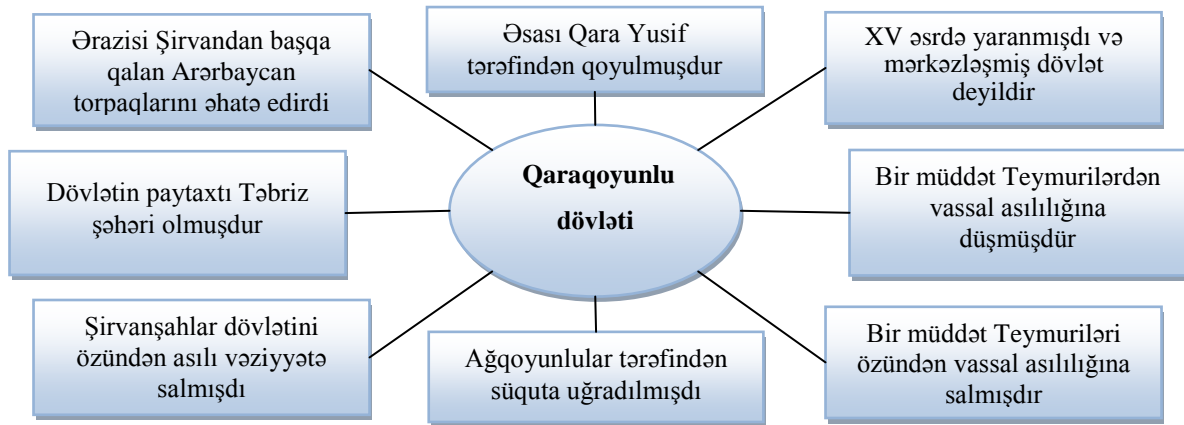 Ərazisi Şirvandan başqa
qalan Arərbaycan
torpaqlarını əhatə edirdi
Əsası Qara Yusif
tərəfindən qoyulmuşdur
XV əsrdə yaranmışdı və
mərkəzləşmiş dövlət
deyildir
Dövlətin paytaxtı Təbriz
şəhəri olmuşdur
Qaraqoyunlu
dövləti
Bir müddət Teymurilərdən
vassal asılılığına
düşmüşdür
Şirvanşahlar dövlətini
özündən asılı vəziyyətə
salmışdı
Ağqoyunlular tərəfindən
süquta uğradılmışdı
Bir müddət Teymuriləri
özündən vassal asılılığına
salmışdır